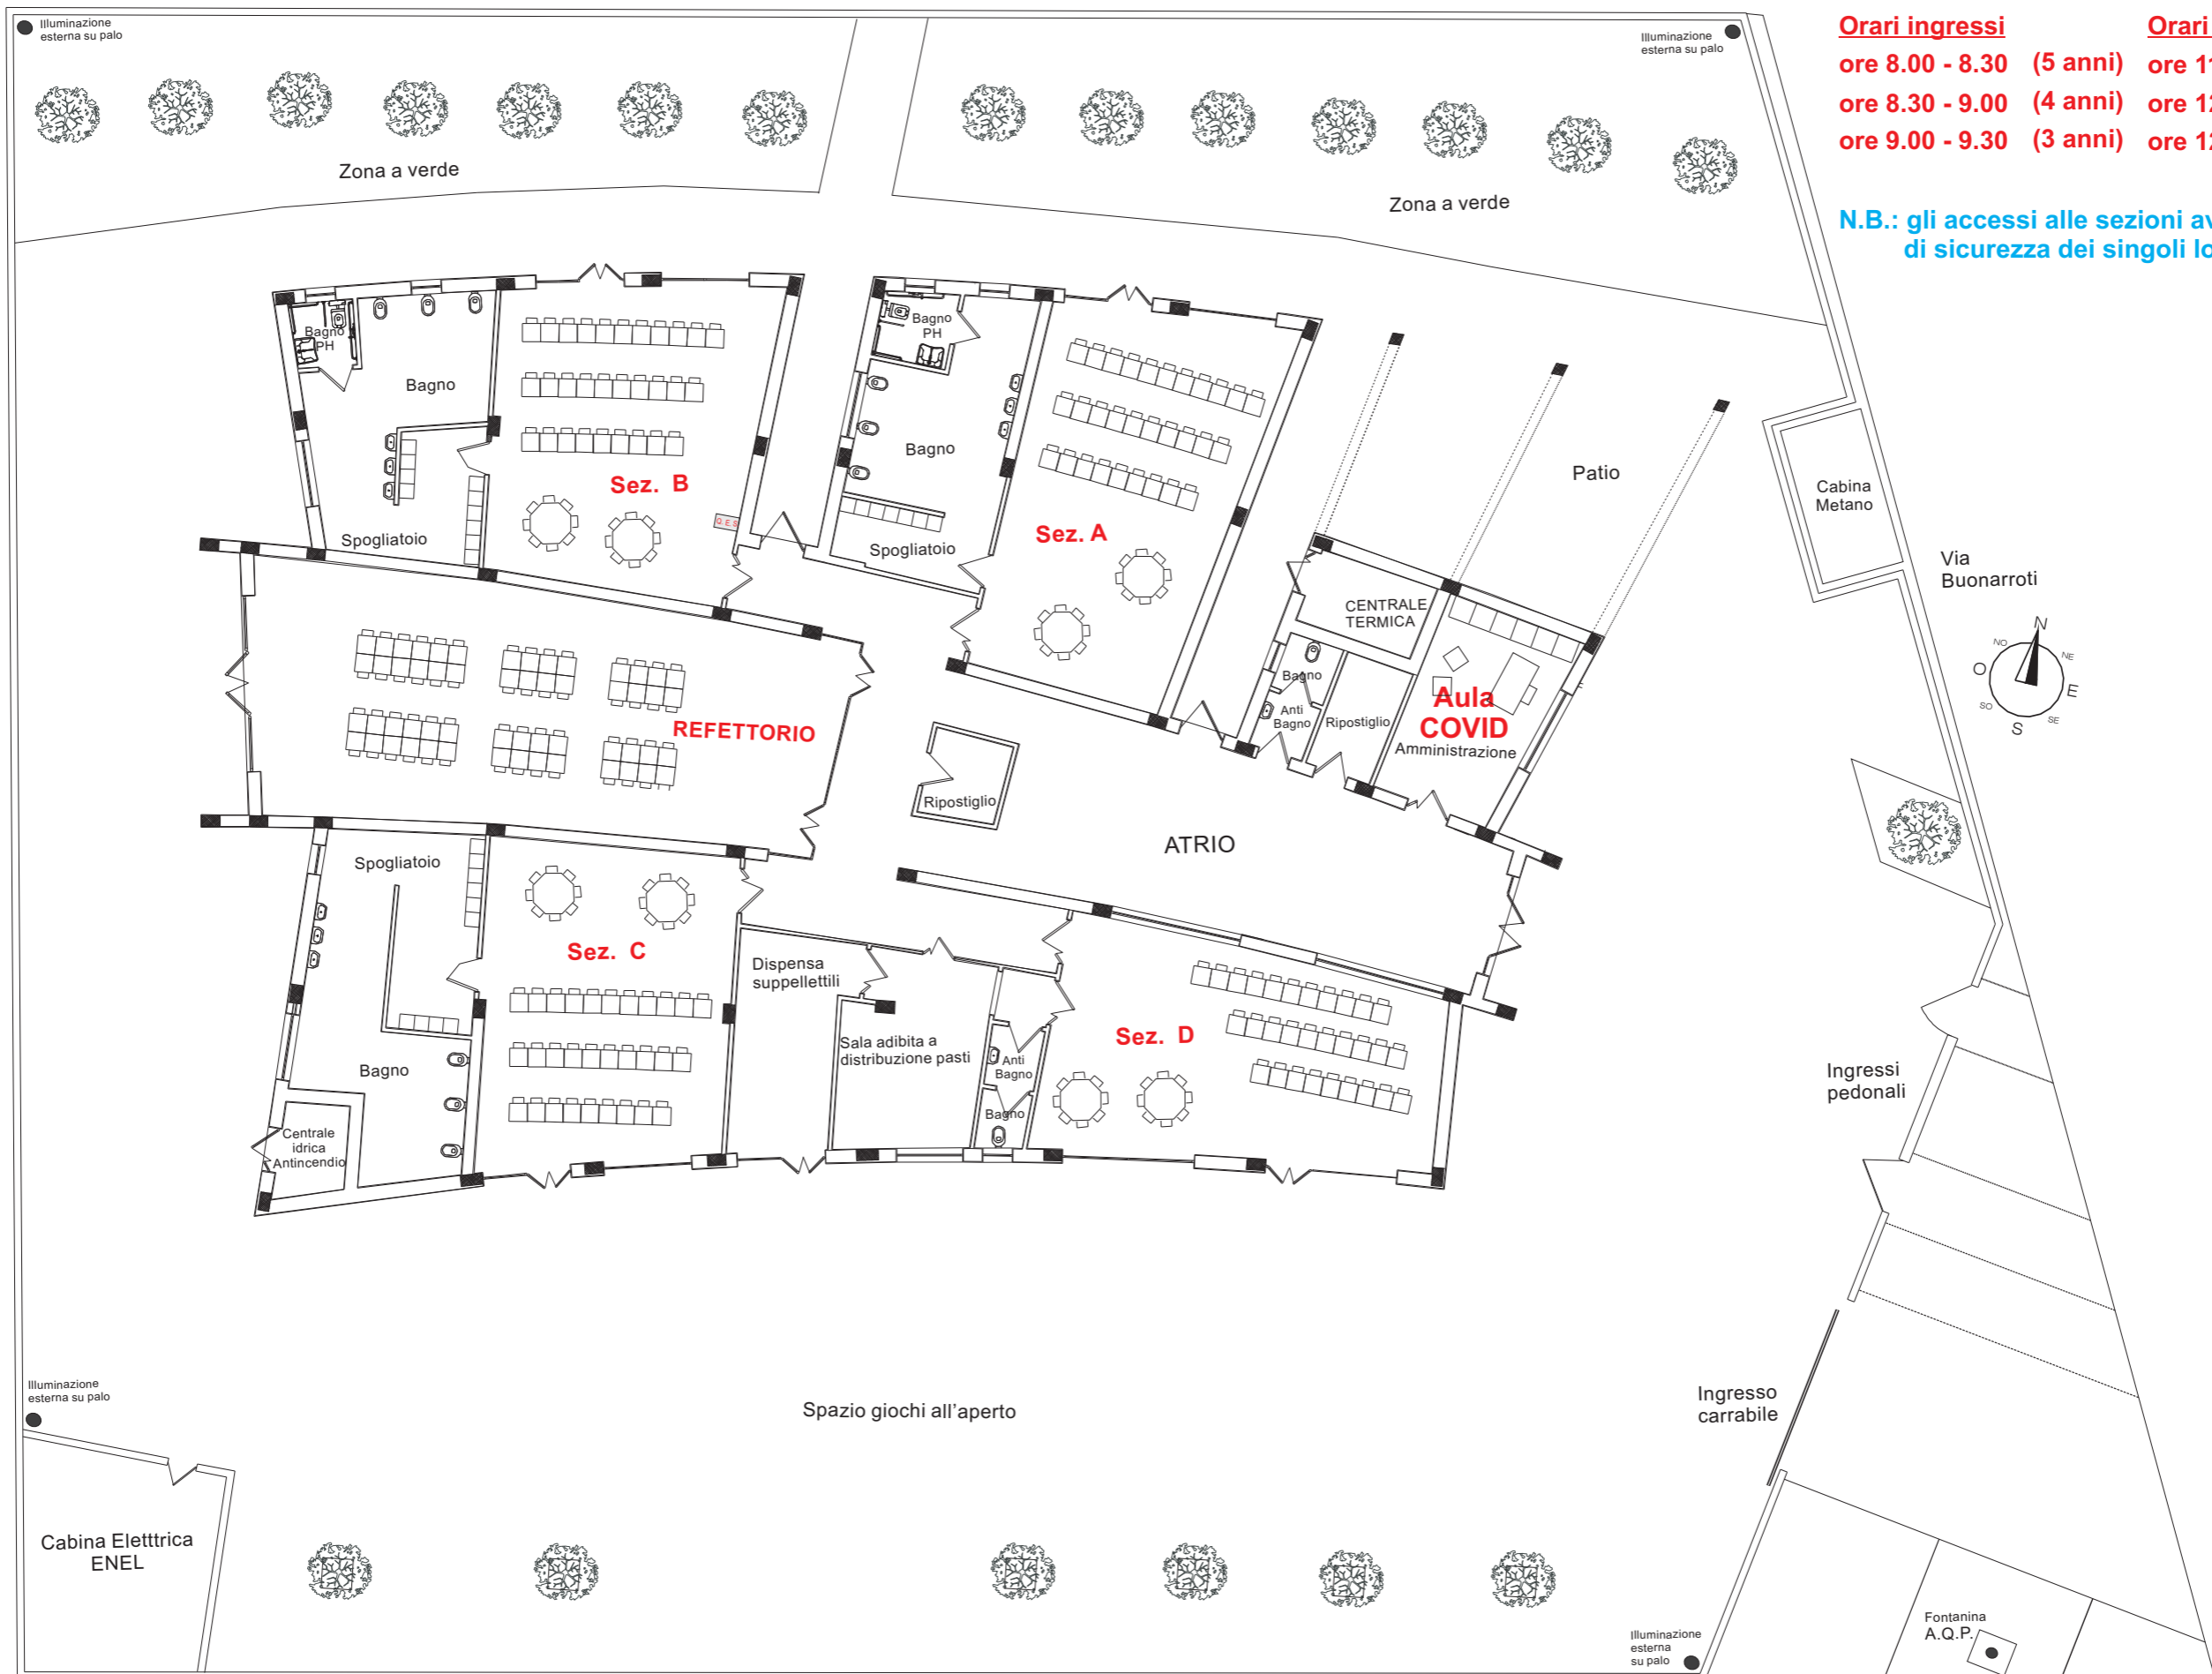 Illuminazione
esterna su palo
Illuminazione
esterna su palo
Orari ingressi
Orari
ore 8.00 - 8.30 (5 anni)
ore 8.30 - 9.00 (4 anni)
ore 9.00 - 9.30 (3 anni)
ore
ore
ore
Zona a verde
Zona a verde
N.B.: gli accessi alle sezioni
di sicurezza dei singoli
Bagno
PH
Bagno
Bagno
PH
Bagno
Sez. B
Q.E.S
Spogliatoio
Spogliatoio
Sez. A
Patio
Cabina
Metano
Via
Buonarroti
CENTRALE
TERMICA
N
NO
NE
O
E
SO
SE
S
Bagno
Anti
Bagno
Ripostiglio
Aula
COVID
Amministrazione
REFETTORIO
Ripostiglio
ATRIO
Spogliatoio
Sez. C
Dispensa
suppellettili
Sala adibita a
distribuzione pasti
Sez. D
Anti
Bagno
Bagno
Bagno
Centrale
idrica
Antincendio
Ingressi
pedonali
Illuminazione
esterna su palo
Spazio giochi all'aperto
Ingresso
carrabile
Cabina Eletttrica
ENEL
Fontanina
A.Q.P.
Illuminazione
esterna
su palo